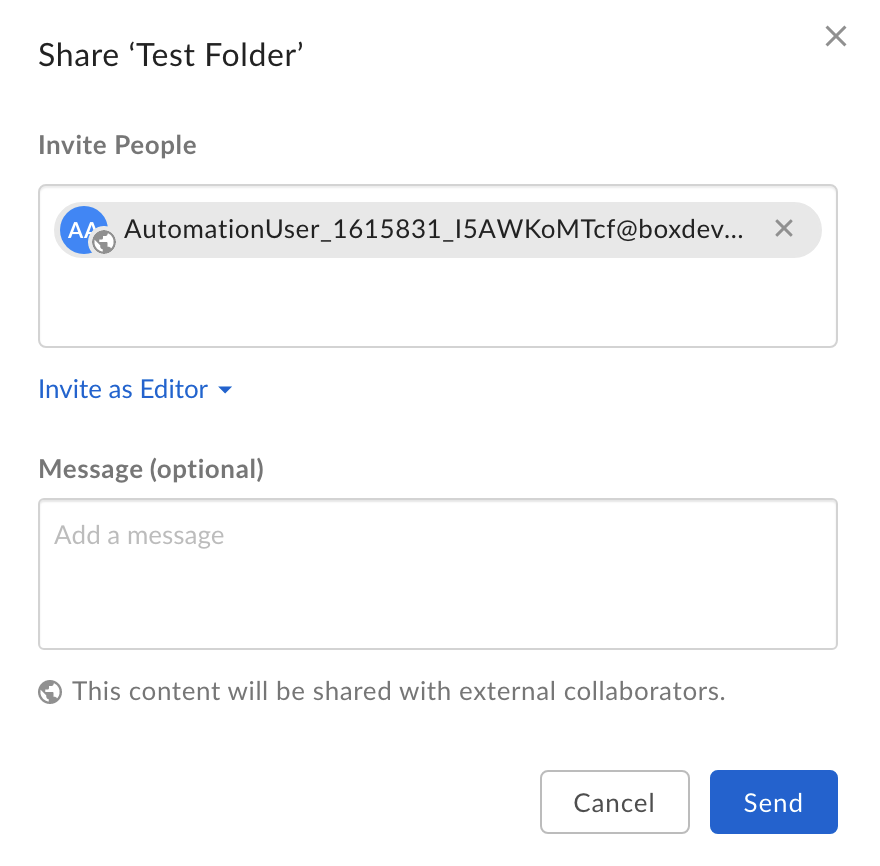 Share ‘Test Folder’
Invite People
AA AutomationUser_1615831_I5AWKoMTcf@boxdev...
Invite as Editor
Message (optional)
Add a message
This content will be shared with external collaborators.
Cancel Send